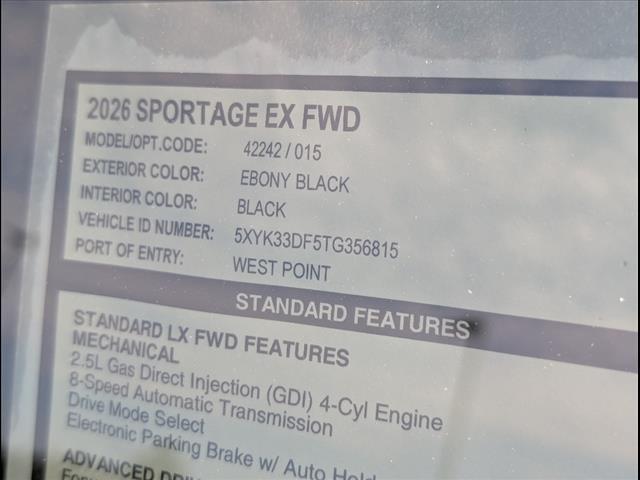 2026 SPORTAGE EX FWD
MODEL/OPT.CODE: 42242 / 015
EXTERIOR COLOR: EBONY BLACK
INTERIOR COLOR: BLACK
VEHICLE ID NUMBER: 5XYK33DF5TG356815
PORT OF ENTRY: WEST POINT
STANDARD FEATURES
STANDARD LX FWD FEATURES
MECHANICAL
2.5L Gas Direct Injection (GDI) 4-Cyl Engine
8-Speed Automatic Transmission
Drive Mode Select
Electronic Parking Brake w/ Auto Hold
ADVANCED